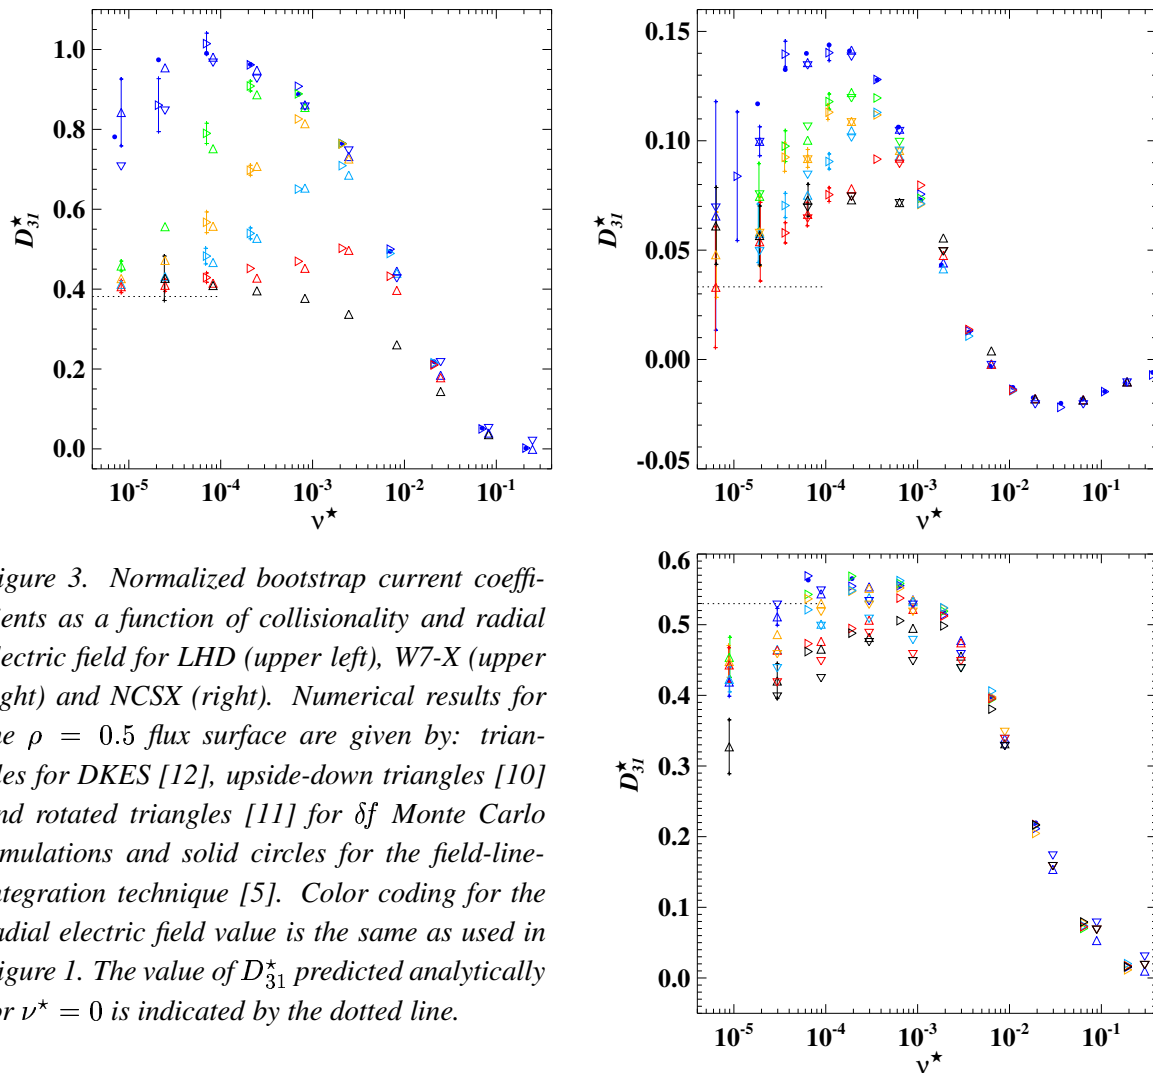 1.0
0.8
0.6
0.4
0.2
0.0
D★31
10-5
10-4
10-3
10-2
10-1
ν★
0.15
0.10
0.05
0.00
-0.05
D★31
10-5
10-4
10-3
10-2
10-1
ν★
igure 3. Normalized bootstrap current coeffi-
ients as a function of collisionality and radial
lectric field for LHD (upper left), W7-X (upper
ght) and NCSX (right). Numerical results for
he ρ = 0.5 flux surface are given by: trian-
les for DKES [12], upside-down triangles [10]
nd rotated triangles [11] for δf Monte Carlo
mulations and solid circles for the field-line-
ntegration technique [5]. Color coding for the
adial electric field value is the same as used in
igure 1. The value of D★31 predicted analytically
or ν★ = 0 is indicated by the dotted line.
0.6
0.5
0.4
0.3
0.2
0.1
0.0
D★31
10-5
10-4
10-3
10-2
10-1
ν★